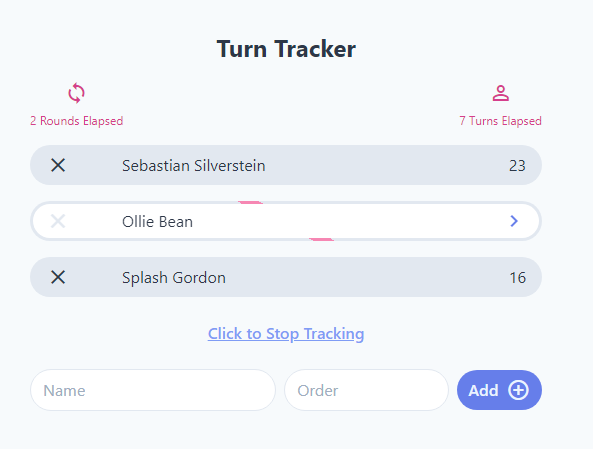 Turn Tracker
2 Rounds Elapsed
7 Turns Elapsed
Sebastian Silverstein 23
Ollie Bean
Splash Gordon 16
Click to Stop Tracking
Name
Order
Add